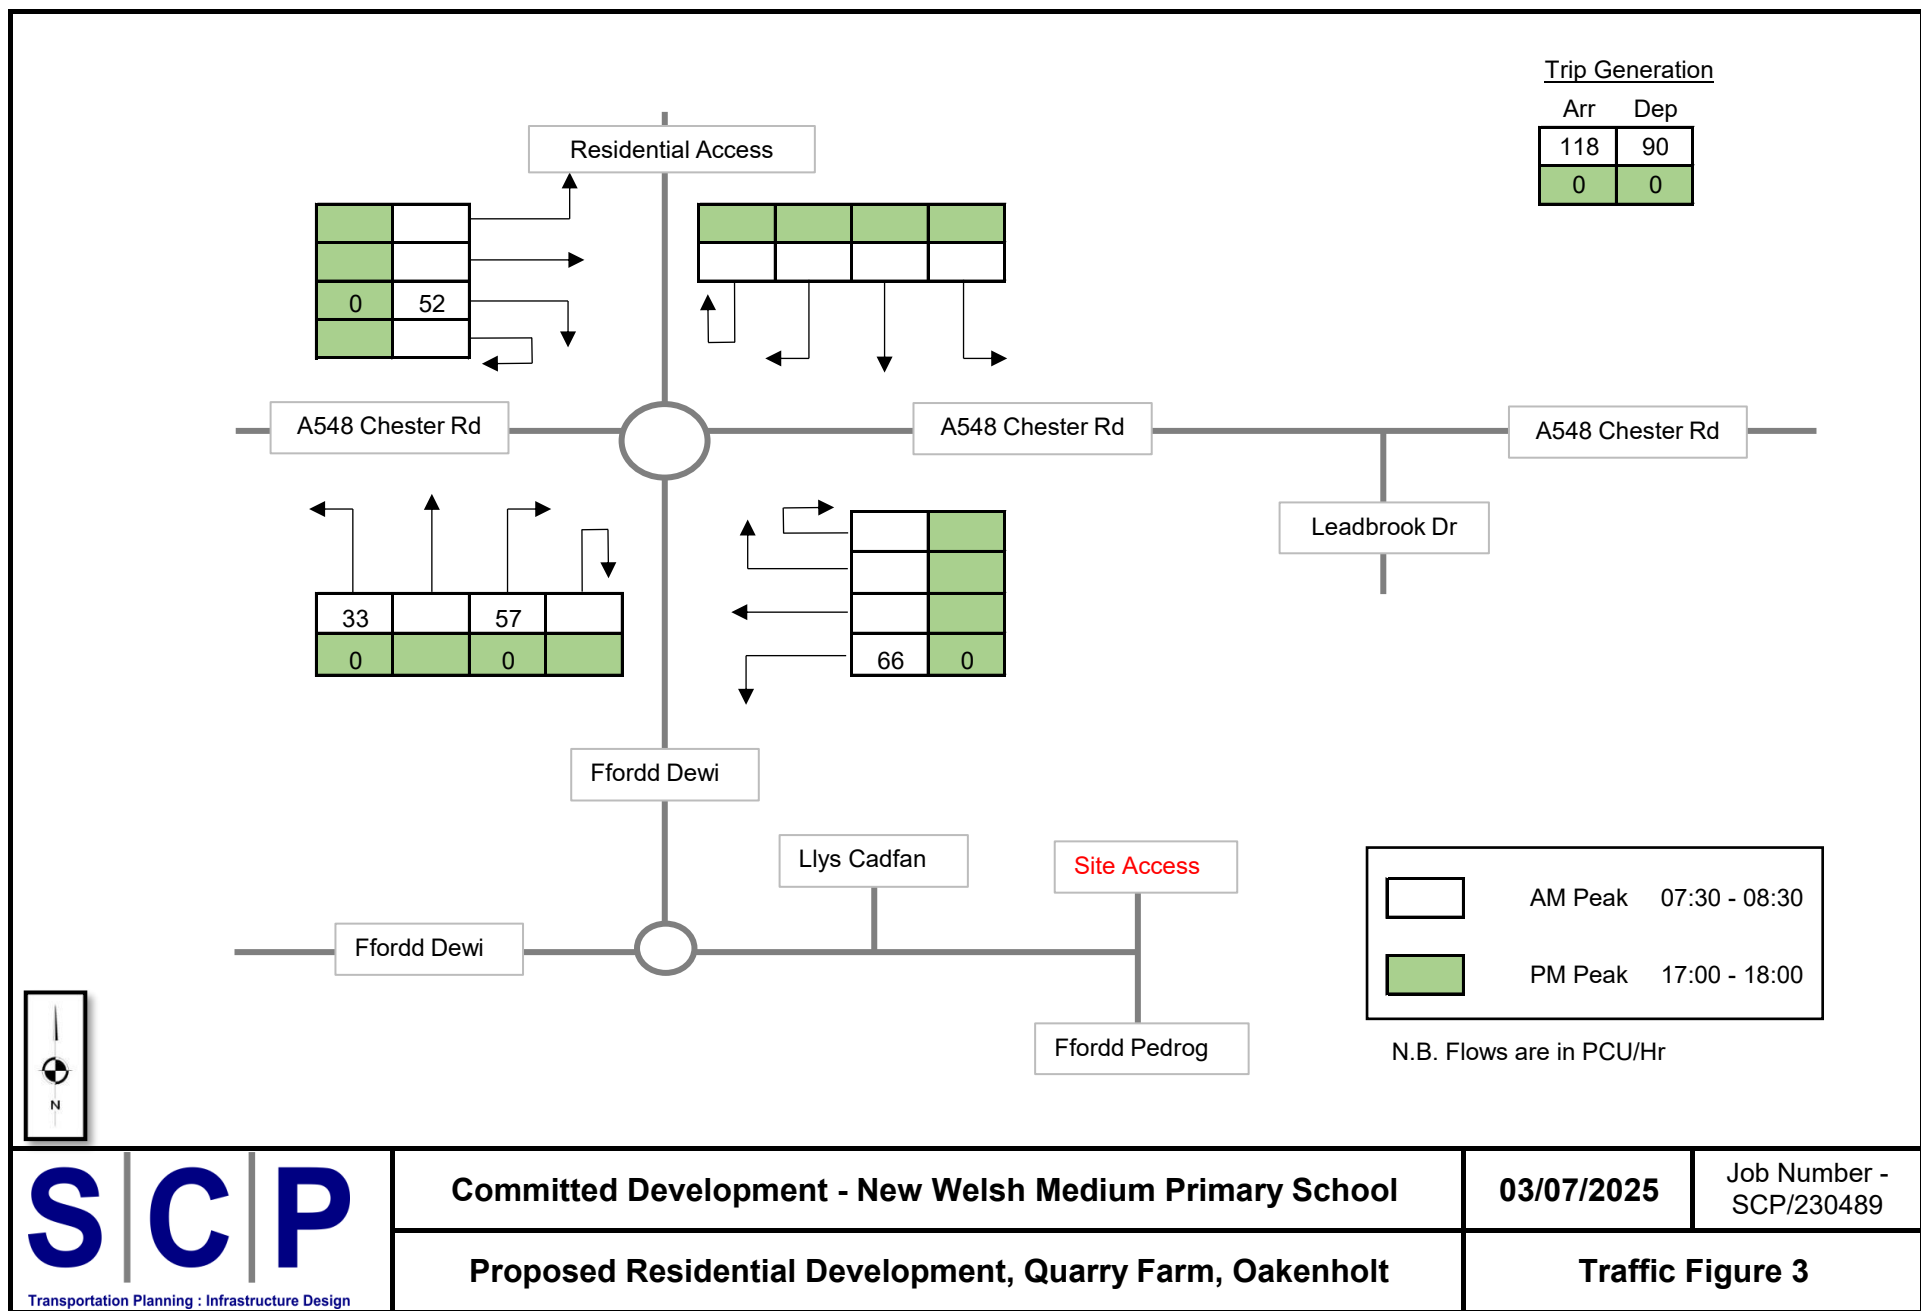 Trip Generation
Arr Dep
118 90
0 0
Residential Access
0 52
A548 Chester Rd
A548 Chester Rd
A548 Chester Rd
Leadbrook Dr
33 57
0 0
66 0
Ffordd Dewi
Llys Cadfan
Site Access
Ffordd Dewi
Ffordd Pedrog
AM Peak 07:30 - 08:30
PM Peak 17:00 - 18:00
N.B. Flows are in PCU/Hr
N
S|C|P
Transportation Planning : Infrastructure Design
Committed Development - New Welsh Medium Primary School
03/07/2025
Job Number -
SCP/230489
Proposed Residential Development, Quarry Farm, Oakenholt
Traffic Figure 3